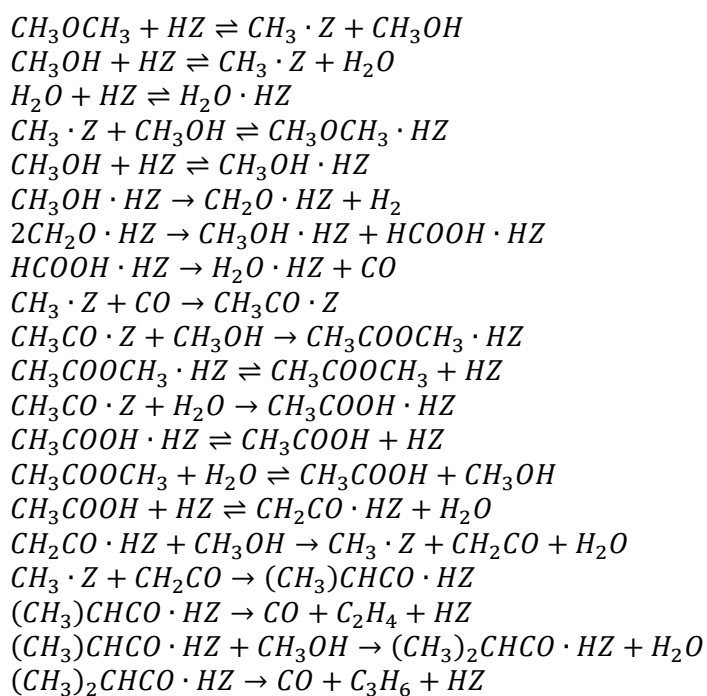 CH₃OCH₃ + HZ ⇌ CH₃ · Z + CH₃OH
CH₃OH + HZ ⇌ CH₃ · Z + H₂O
H₂O + HZ ⇌ H₂O · HZ
CH₃ · Z + CH₃OH ⇌ CH₃OCH₃ · HZ
CH₃OH + HZ ⇌ CH₃OH · HZ
CH₃OH · HZ → CH₂O · HZ + H₂
2CH₂O · HZ → CH₃OH · HZ + HCOOH · HZ
HCOOH · HZ → H₂O · HZ + CO
CH₃ · Z + CO → CH₃CO · Z
CH₃CO · Z + CH₃OH → CH₃COOCH₃ · HZ
CH₃COOCH₃ · HZ ⇌ CH₃COOCH₃ + HZ
CH₃CO · Z + H₂O → CH₃COOH · HZ
CH₃COOH · HZ ⇌ CH₃COOH + HZ
CH₃COOCH₃ + H₂O ⇌ CH₃COOH + CH₃OH
CH₃COOH + HZ ⇌ CH₂CO · HZ + H₂O
CH₂CO · HZ + CH₃OH → CH₃ · Z + CH₂CO + H₂O
CH₃ · Z + CH₂CO → (CH₃)CHCO · HZ
(CH₃)CHCO · HZ → CO + C₂H₄ + HZ
(CH₃)CHCO · HZ + CH₃OH → (CH₃)₂CHCO · HZ + H₂O
(CH₃)₂CHCO · HZ → CO + C₃H₆ + HZ